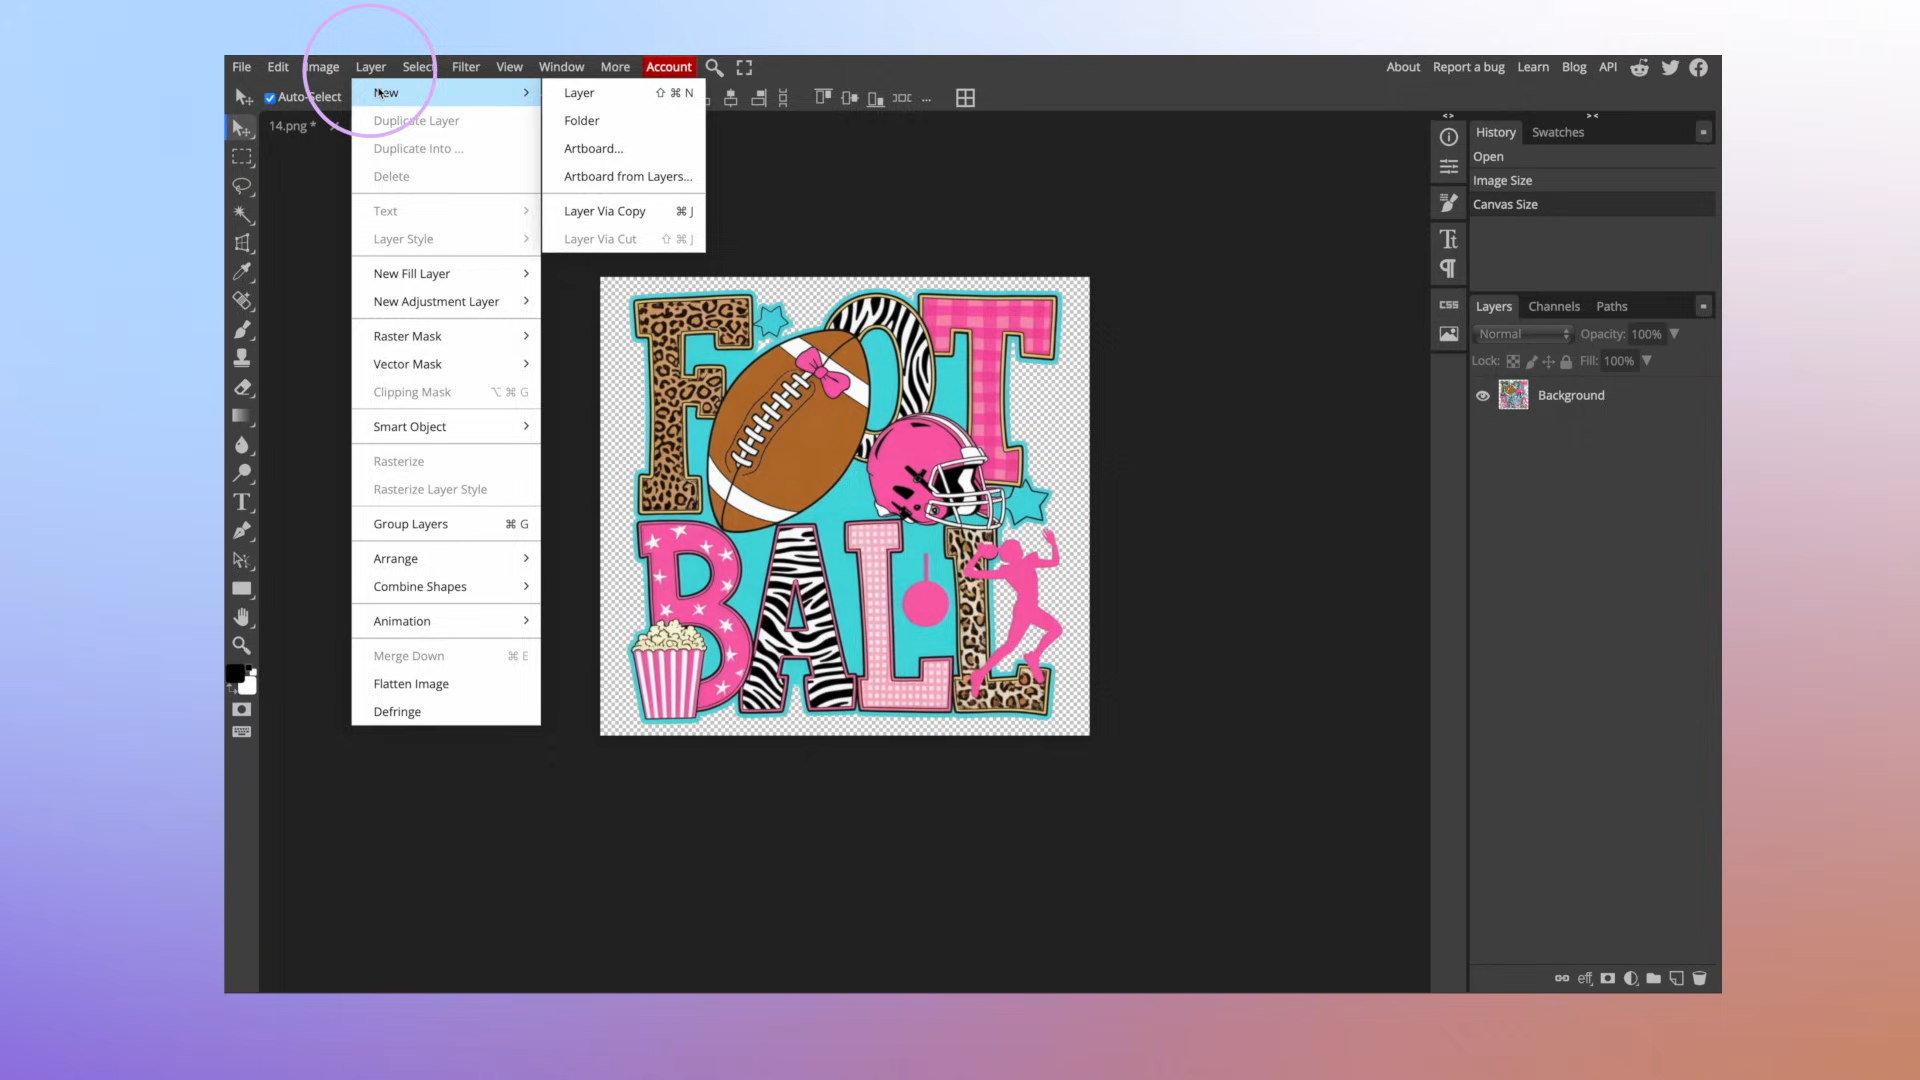 File Edit Image Layer Select Filter View Window More Account About Report a bug Learn Blog API
Auto-Select
14.png *
New
Duplicate Layer
Duplicate Into ...
Delete
Text
Layer Style
New Fill Layer
New Adjustment Layer
Raster Mask
Vector Mask
Clipping Mask ⌥ ⌘ G
Smart Object
Rasterize
Rasterize Layer Style
Group Layers ⌘ G
Arrange
Combine Shapes
Animation
Merge Down ⌘ E
Flatten Image
Defringe
Layer ⇧ ⌘ N
Folder
Artboard...
Artboard from Layers...
Layer Via Copy ⌘ J
Layer Via Cut ⇧ ⌘ J
FOT
BALL
CSS
History Swatches
Open
Image Size
Canvas Size
Layers Channels Paths
Normal Opacity: 100%
Lock: Fill: 100%
Background
eff